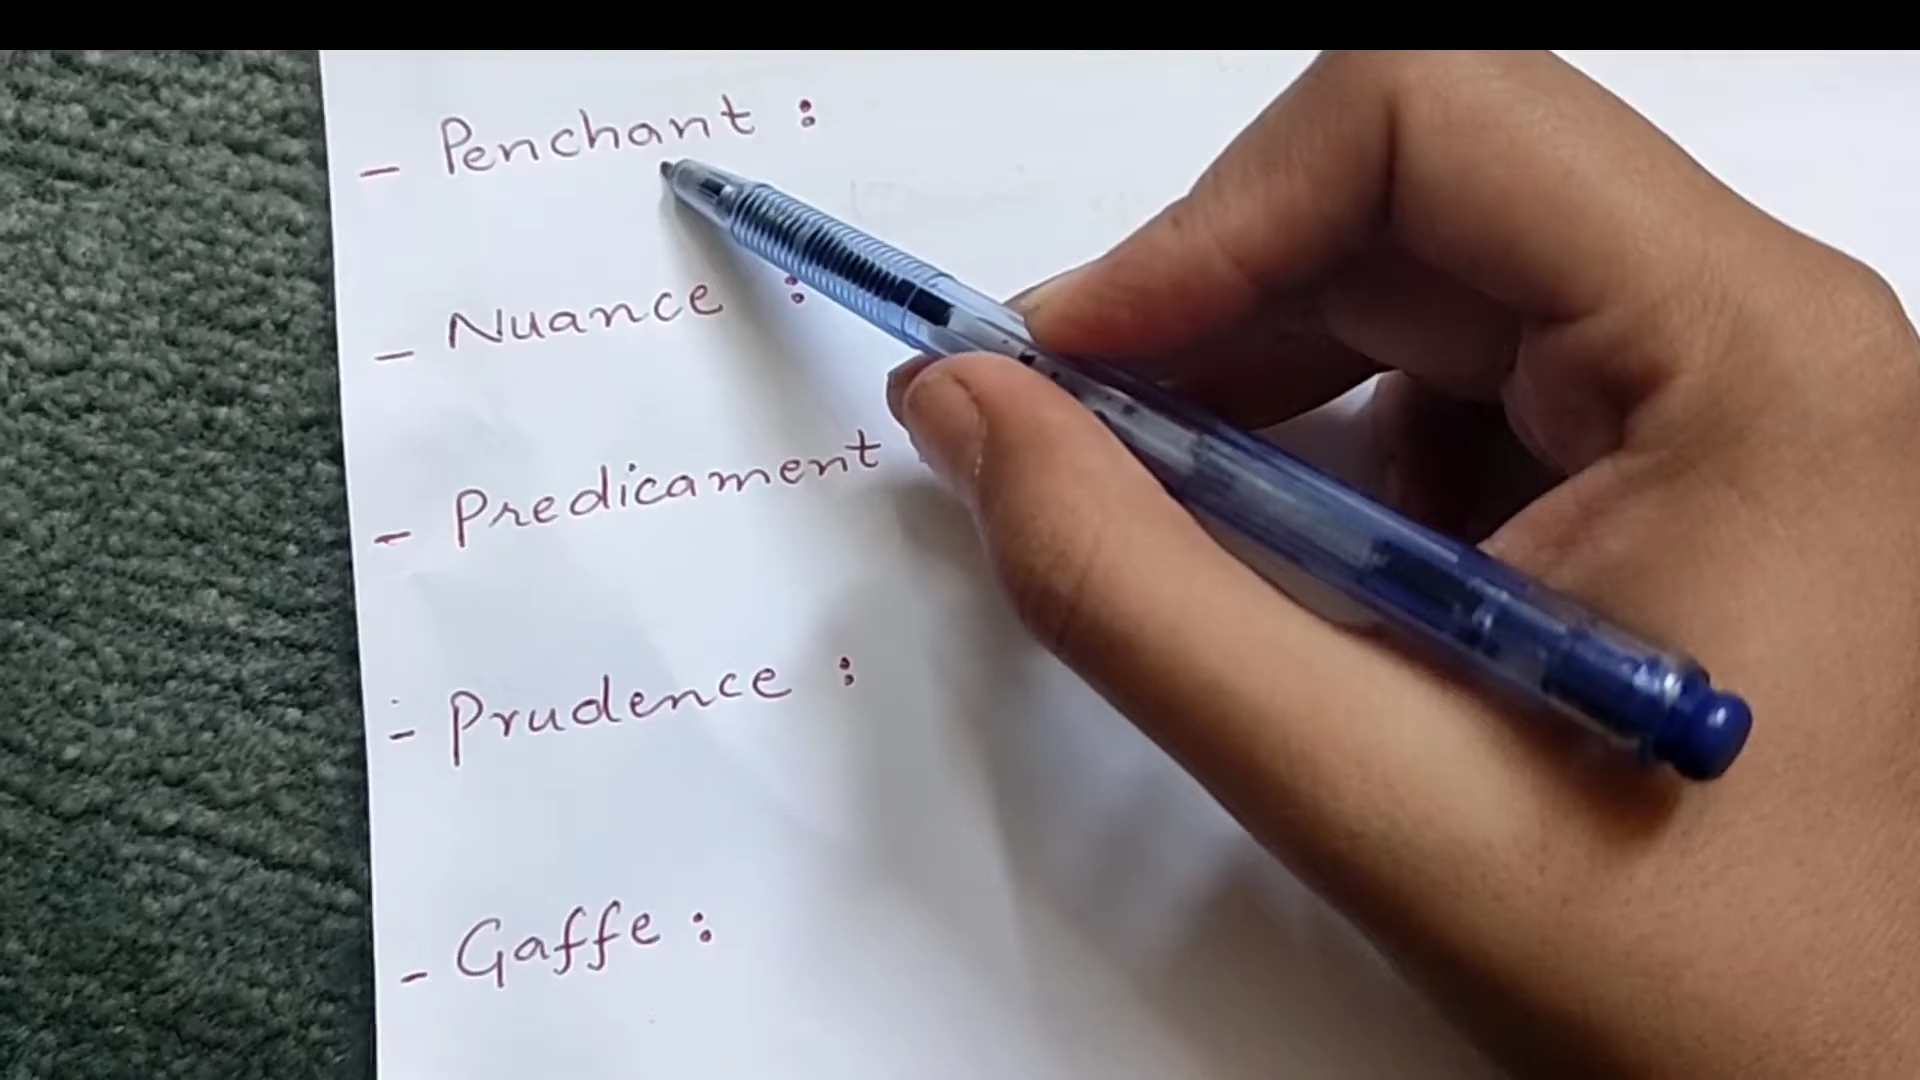 - Penchant :
- Nuance :
- Predicament
- Prudence :
- Gaffe :